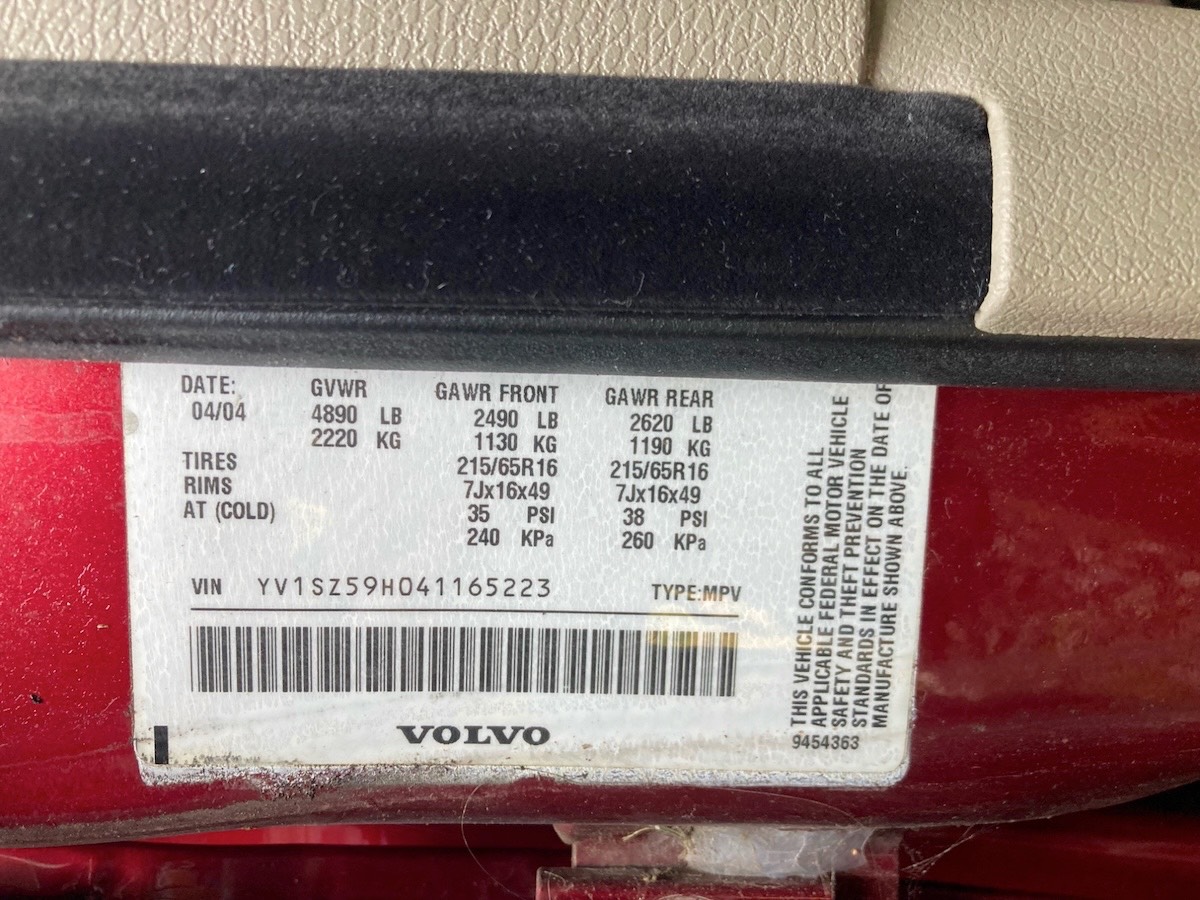 DATE: GVWR GAWR FRONT GAWR REAR
04/04 4890 LB 2490 LB 2620 LB
2220 KG 1130 KG 1190 KG
TIRES 215/65R16 215/65R16
RIMS 7Jx16x49 7Jx16x49
AT (COLD) 35 PSI 38 PSI
240 KPa 260 KPa
VIN YV1SZ59H041165223 TYPE:MPV
VOLVO
THIS VEHICLE CONFORMS TO ALL
APPLICABLE FEDERAL MOTOR VEHICLE
SAFETY AND THEFT PREVENTION
STANDARDS IN EFFECT ON THE DATE OF
MANUFACTURE SHOWN ABOVE.
9454363